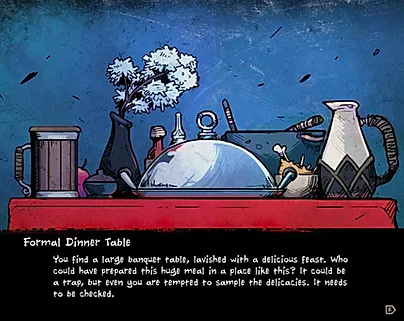 Formal Dinner Table
You find a large banquet table, lavished with a delicious feast. Who
could have prepared this huge meal in a place like this? It could be
a trap, but even you are tempted to sample the delicacies. It needs
to be checked.